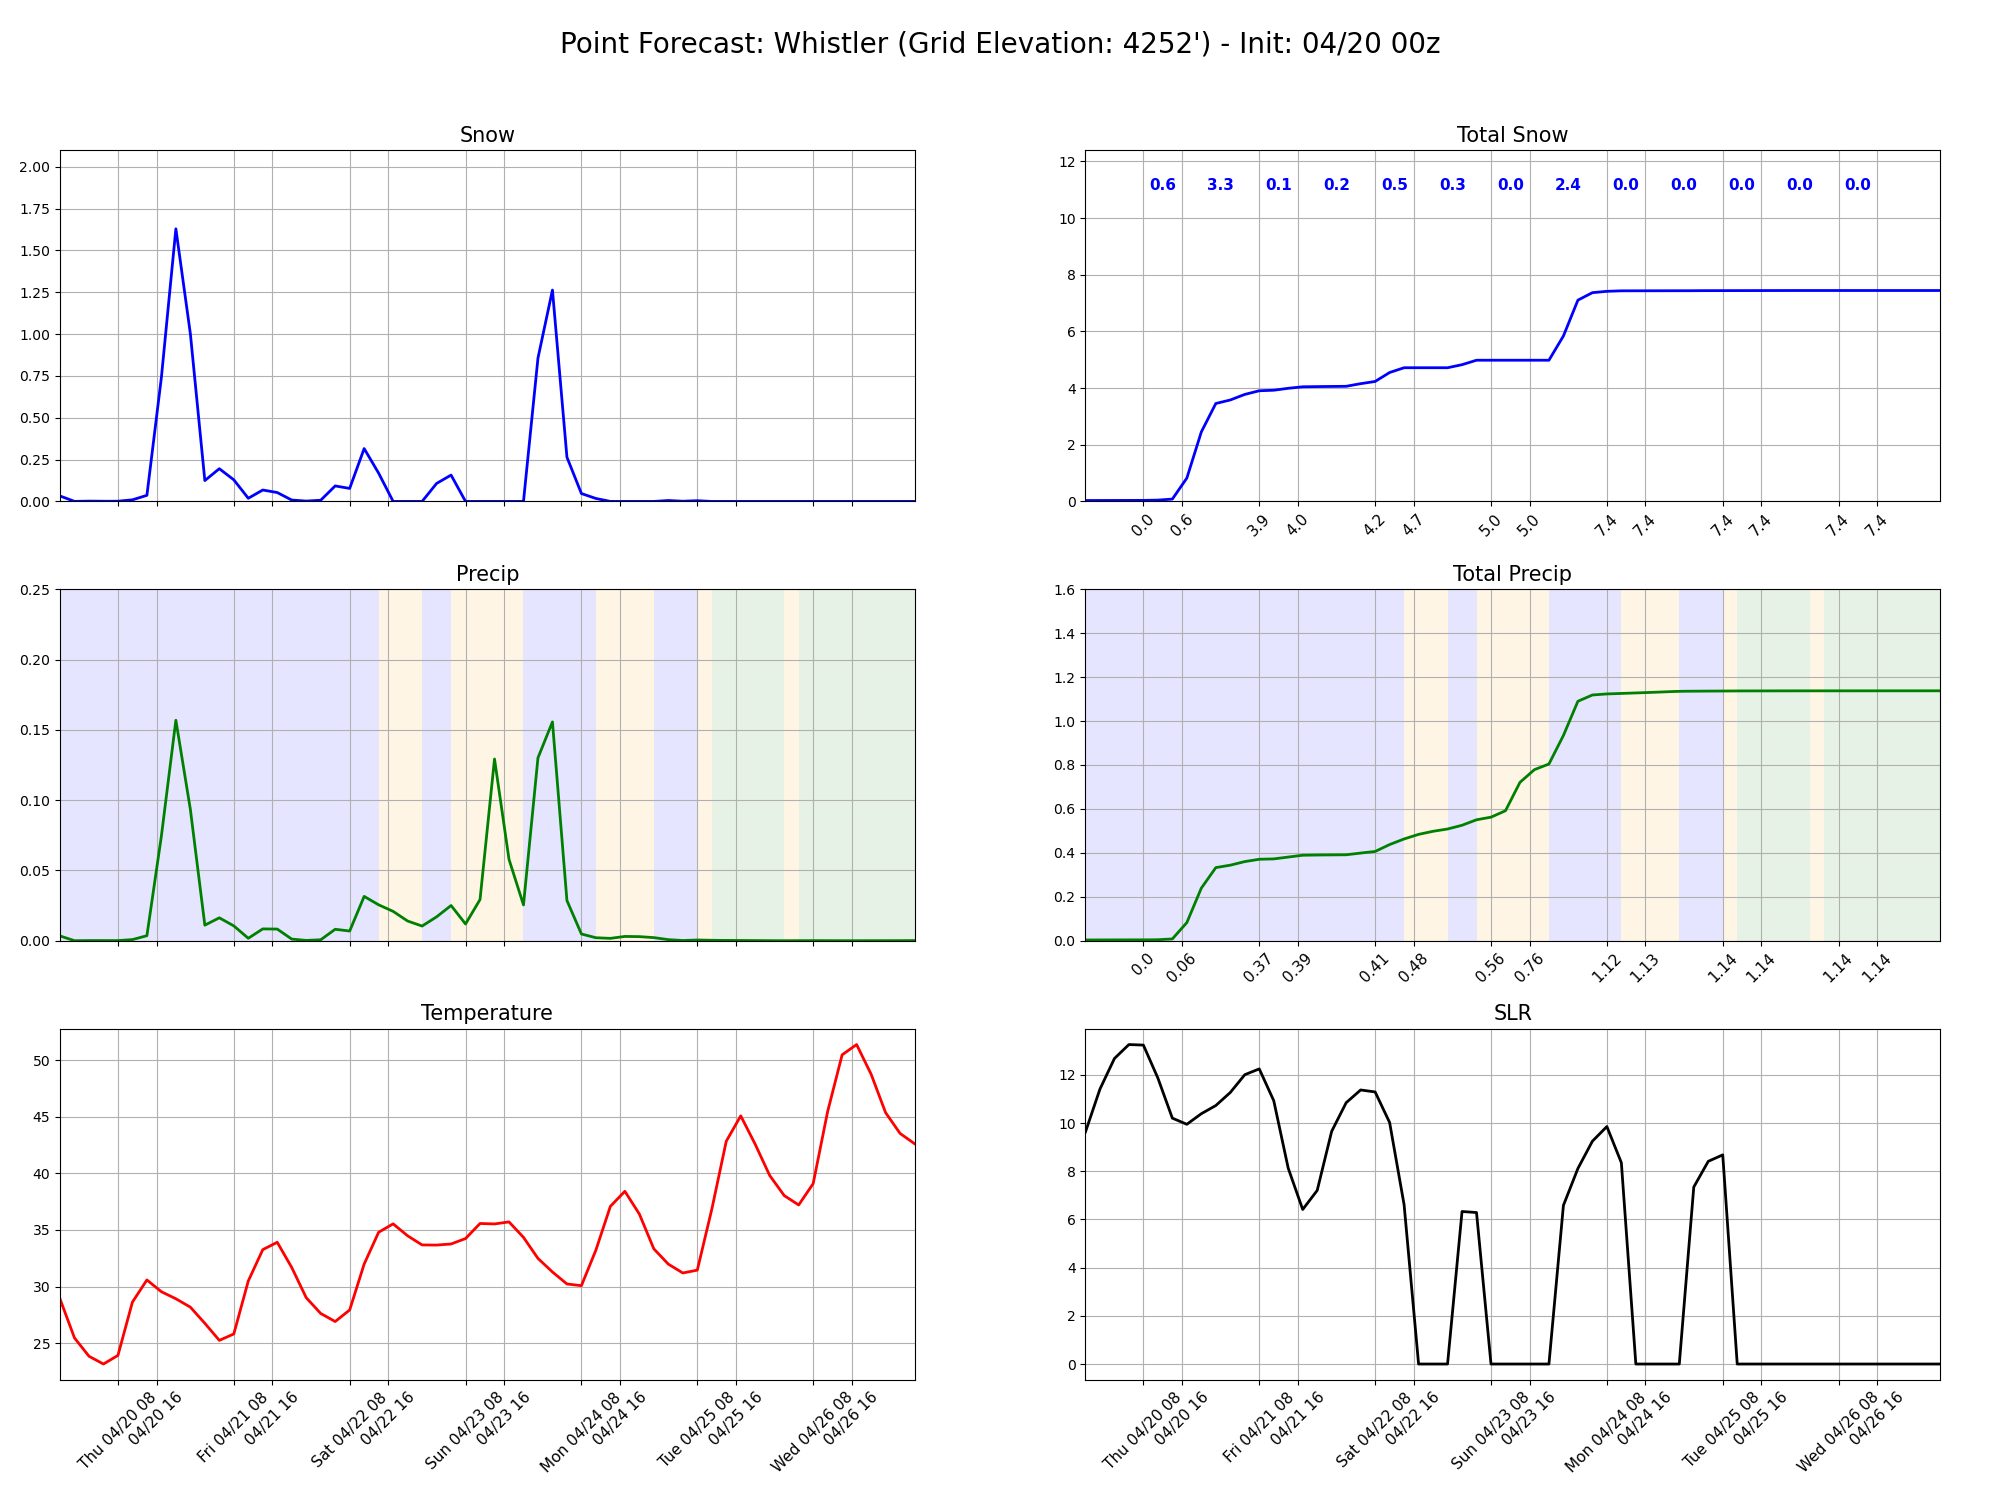 Point Forecast: Whistler (Grid Elevation: 4252') - Init: 04/20 00z
Snow
2.00
1.75
1.50
1.25
1.00
0.75
0.50
0.25
0.00
Total Snow
12
10
8
6
4
2
0
0.6 3.3 0.1 0.2 0.5 0.3 0.0 2.4 0.0 0.0 0.0 0.0 0.0
0.0 0.6 3.9 4.0 4.2 4.7 5.0 5.0 7.4 7.4 7.4 7.4 7.4 7.4
Precip
0.25
0.20
0.15
0.10
0.05
0.00
Total Precip
1.6
1.4
1.2
1.0
0.8
0.6
0.4
0.2
0.0
0.0 0.06 0.37 0.39 0.41 0.48 0.56 0.76 1.12 1.13 1.14 1.14 1.14 1.14
Temperature
50
45
40
35
30
25
Thu 04/20 08
04/20 16
Fri 04/21 08
04/21 16
Sat 04/22 08
04/22 16
Sun 04/23 08
04/23 16
Mon 04/24 08
04/24 16
Tue 04/25 08
04/25 16
Wed 04/26 08
04/26 16
SLR
12
10
8
6
4
2
0
Thu 04/20 08
04/20 16
Fri 04/21 08
04/21 16
Sat 04/22 08
04/22 16
Sun 04/23 08
04/23 16
Mon 04/24 08
04/24 16
Tue 04/25 08
04/25 16
Wed 04/26 08
04/26 16